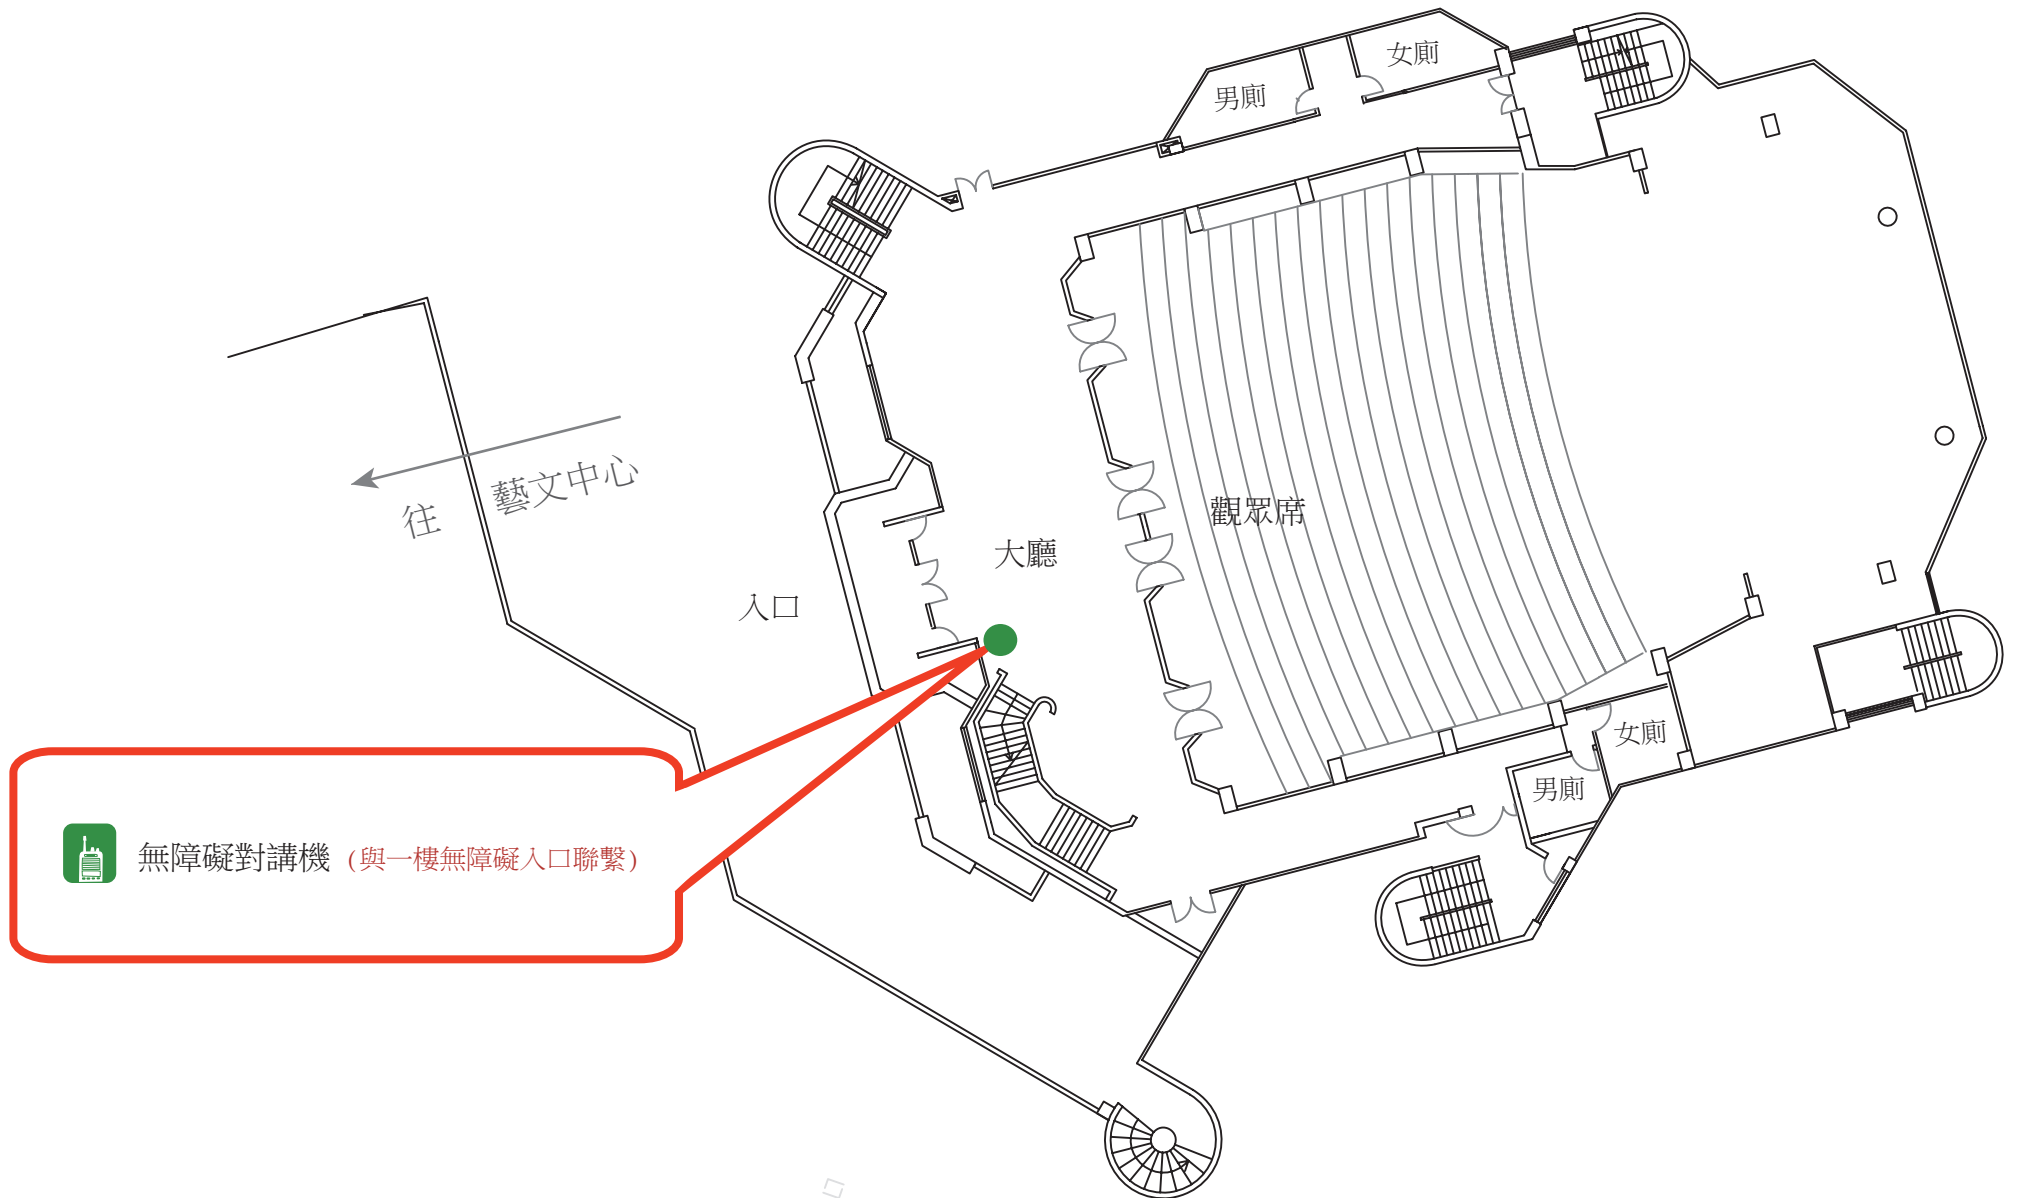 女廁
男廁
往 藝文中心
觀眾席
大廳
入口
女廁
男廁
無障礙對講機 (與一樓無障礙入口聯繫)